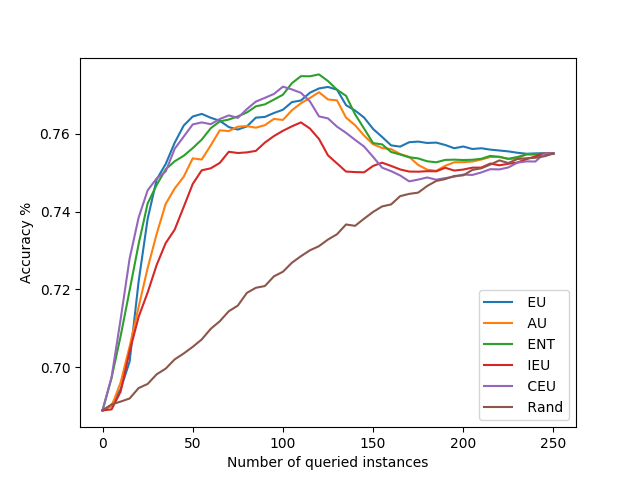 0.76
0.74
0.72
0.70
Accuracy %
0 50 100 150 200 250
Number of queried instances
EU
AU
ENT
IEU
CEU
Rand